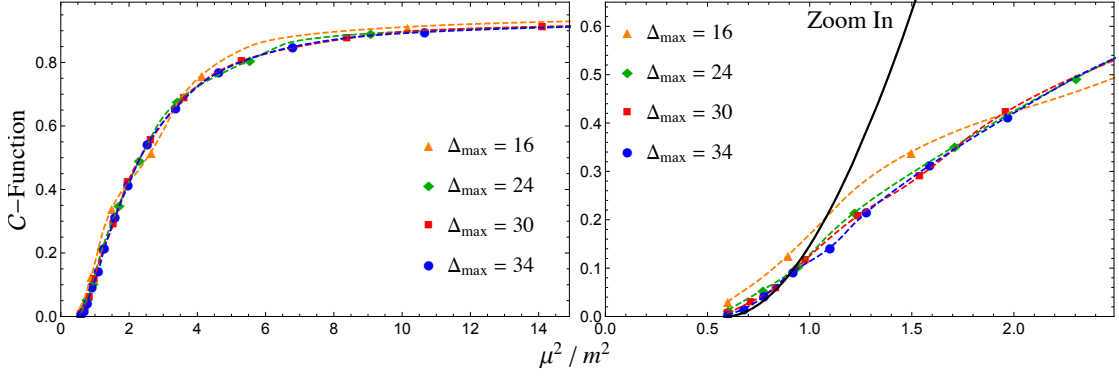 C–Function
0.8
0.6
0.4
0.2
0.0
0 2 4 6 8 10 12 14
Δmax = 16
Δmax = 24
Δmax = 30
Δmax = 34
Zoom In
0.6
0.5
0.4
0.3
0.2
0.1
0.0
0.0 0.5 1.0 1.5 2.0
Δmax = 16
Δmax = 24
Δmax = 30
Δmax = 34
μ² / m²